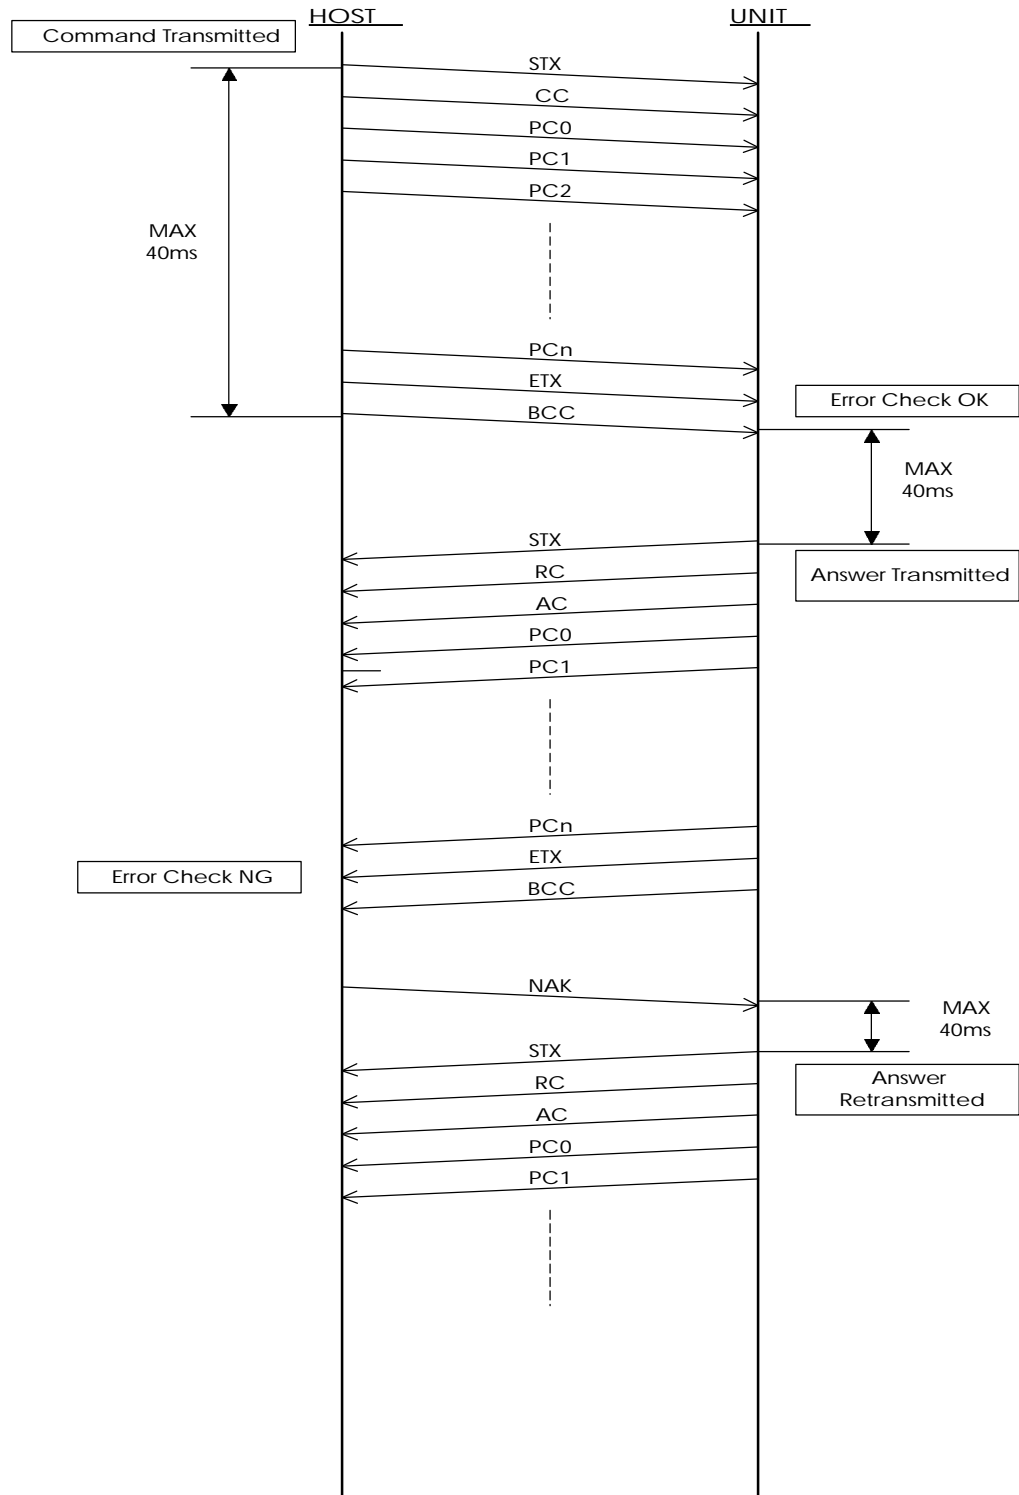 HOST
UNIT
Command Transmitted
STX
CC
PC0
PC1
PC2
MAX
40ms
PCn
ETX
BCC
Error Check OK
MAX
40ms
STX
RC
AC
PC0
PC1
Answer Transmitted
PCn
ETX
BCC
Error Check NG
NAK
MAX
40ms
STX
RC
AC
PC0
PC1
Answer
Retransmitted